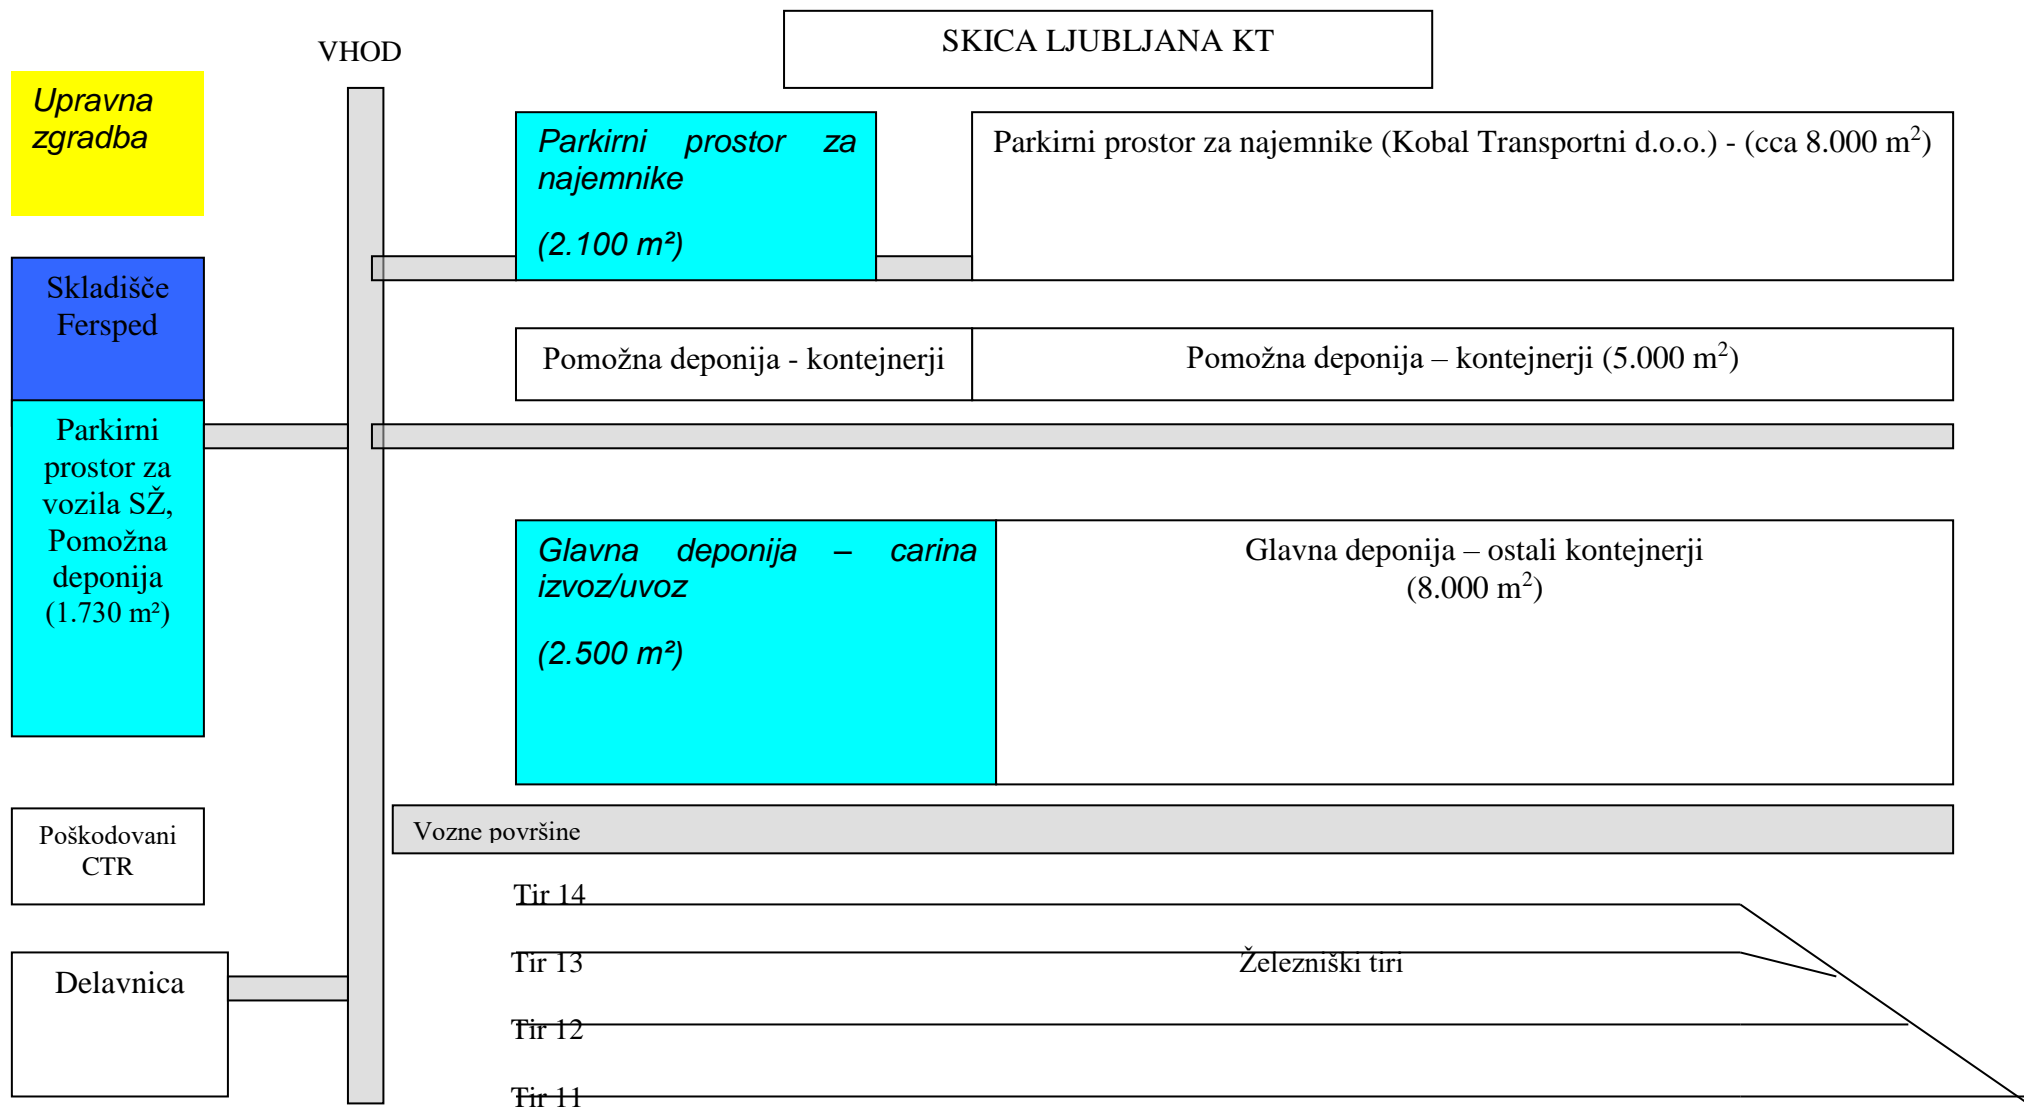 SKICA LJUBLJANA KT
VHOD
Upravna
zgradba
Parkirni prostor za
najemnike
(2.100 m²)
Parkirni prostor za najemnike (Kobal Transportni d.o.o.) - (cca 8.000 m²)
Skladišče
Fersped
Pomožna deponija - kontejnerji
Pomožna deponija – kontejnerji (5.000 m²)
Parkirni
prostor za
vozila SŽ,
Pomožna
deponija
(1.730 m²)
Glavna deponija – carina
izvoz/uvoz
(2.500 m²)
Glavna deponija – ostali kontejnerji
(8.000 m²)
Poškodovani
CTR
Vozne površine
Tir 14
Tir 13
Železniški tiri
Delavnica
Tir 12
Tir 11